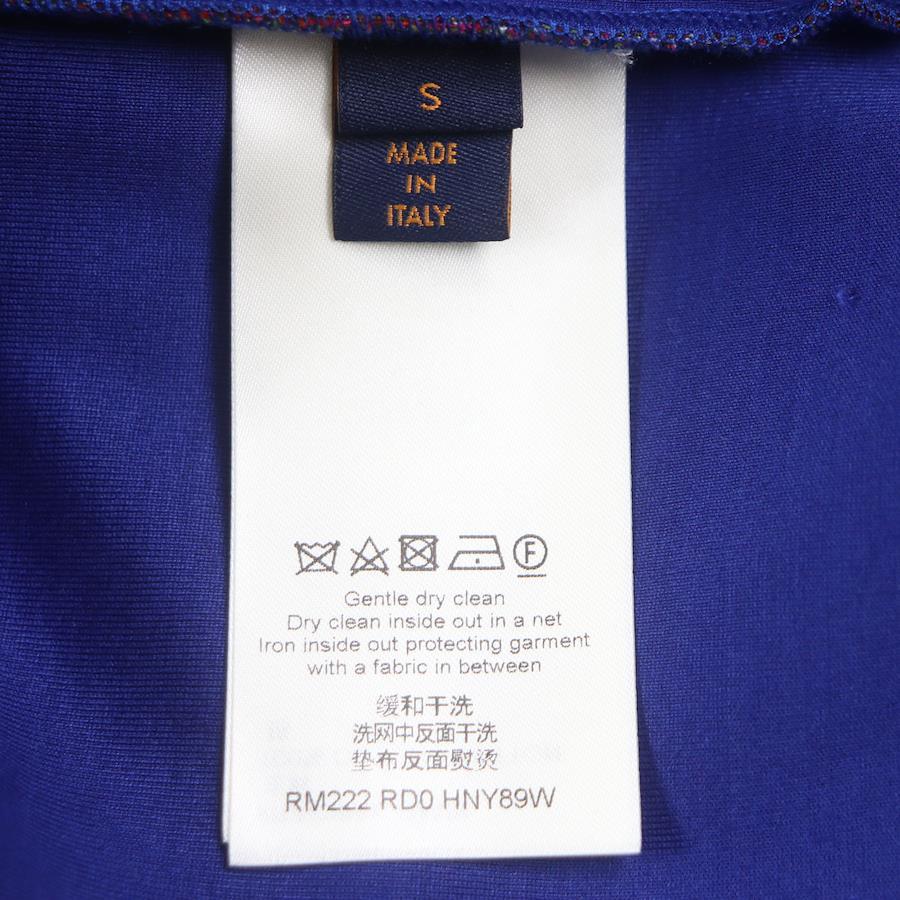 S
MADE
IN
ITALY
F
Gentle dry clean
Dry clean inside out in a net
Iron inside out protecting garment
with a fabric in between
缓和干洗
洗网中反面干洗
垫布反面熨烫
RM222 RD0 HNY89W